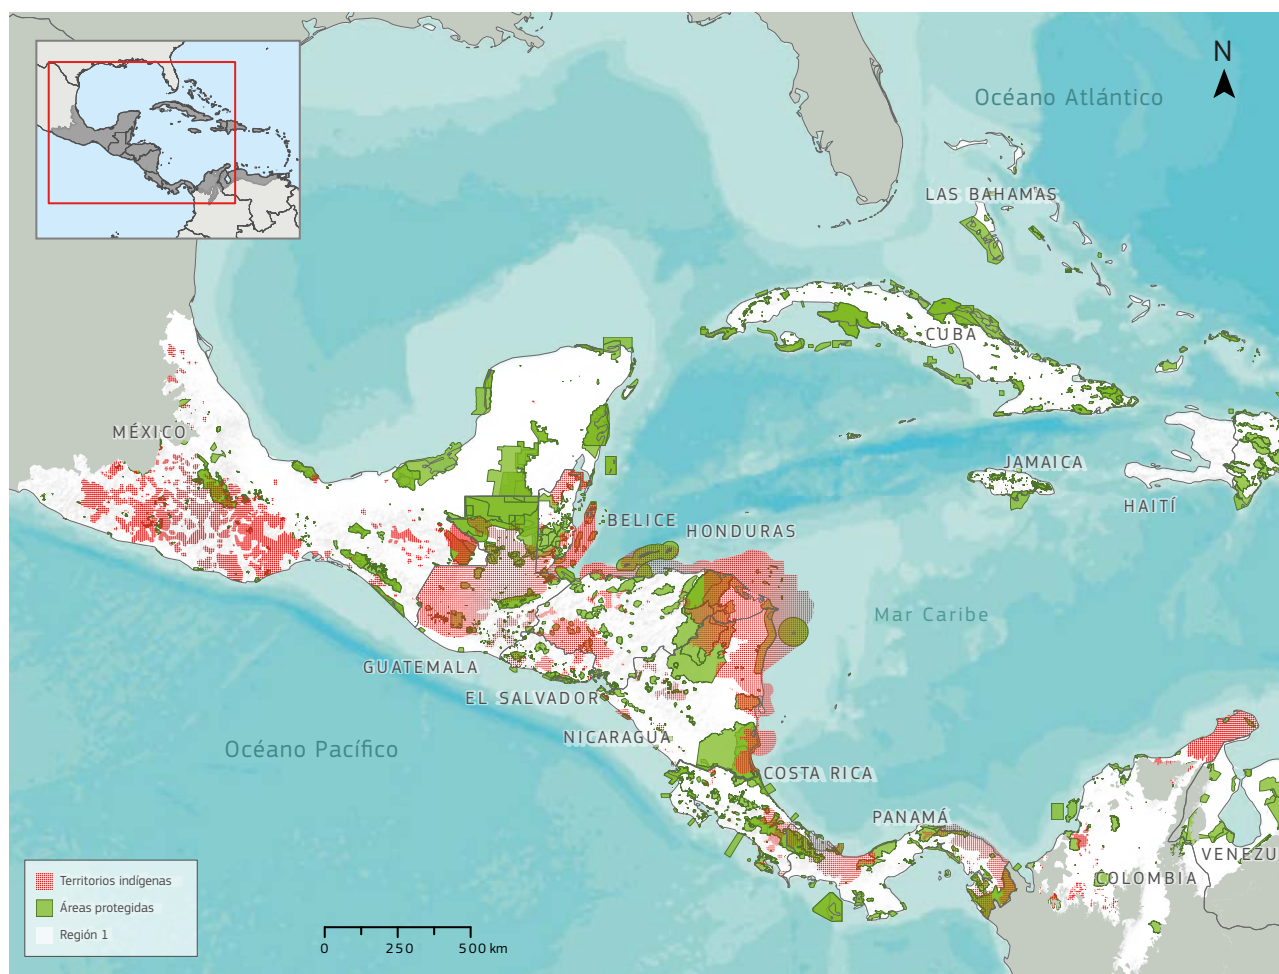 N
Océano Atlántico
LAS BAHAMAS
CUBA
MÉXICO
JAMAICA
HAITÍ
BELICE
HONDURAS
Mar Caribe
GUATEMALA
EL SALVADOR
NICARAGUA
Océano Pacífico
COSTA RICA
PANAMÁ
VENEZU
COLOMBIA
Territorios indígenas
Áreas protegidas
Región 1
0 250 500 km